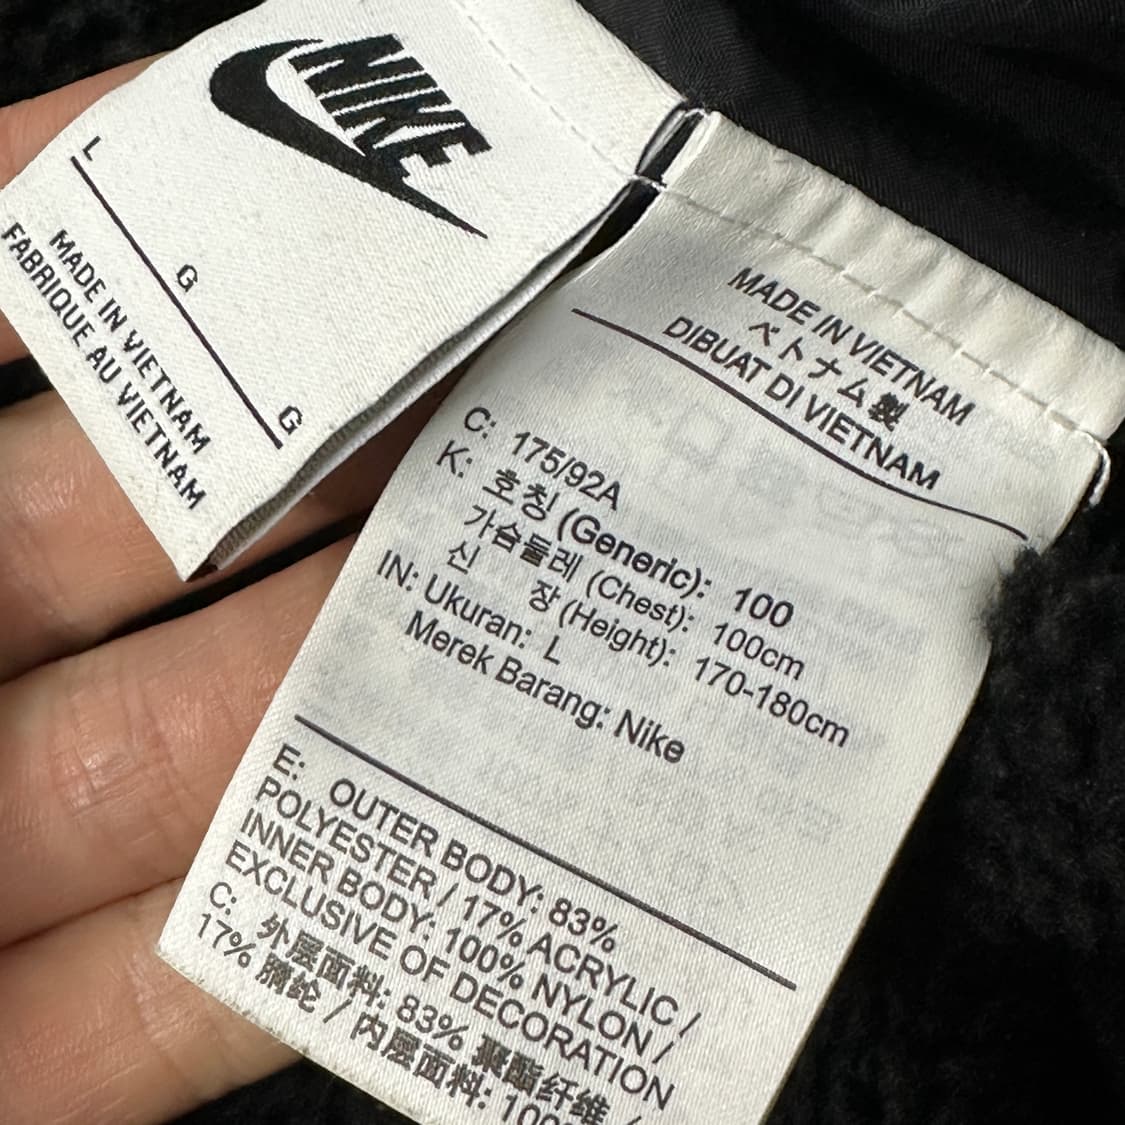 NIKE
L
G
G
MADE IN VIETNAM
FABRIQUE AU VIETNAM
MADE IN VIETNAM
ベトナム製
DIBUAT DI VIETNAM
C: 175/92A
K: 호칭 (Generic): 100
가슴둘레 (Chest): 100cm
신 장 (Height): 170-180cm
IN: Ukuran: L
Merek Barang: Nike
E: OUTER BODY: 83%
POLYESTER / 17% ACRYLIC /
INNER BODY: 100% NYLON /
EXCLUSIVE OF DECORATION
C: 外层面料: 83% 聚酯纤维 /
17% 腈纶 / 内层面料: 100%